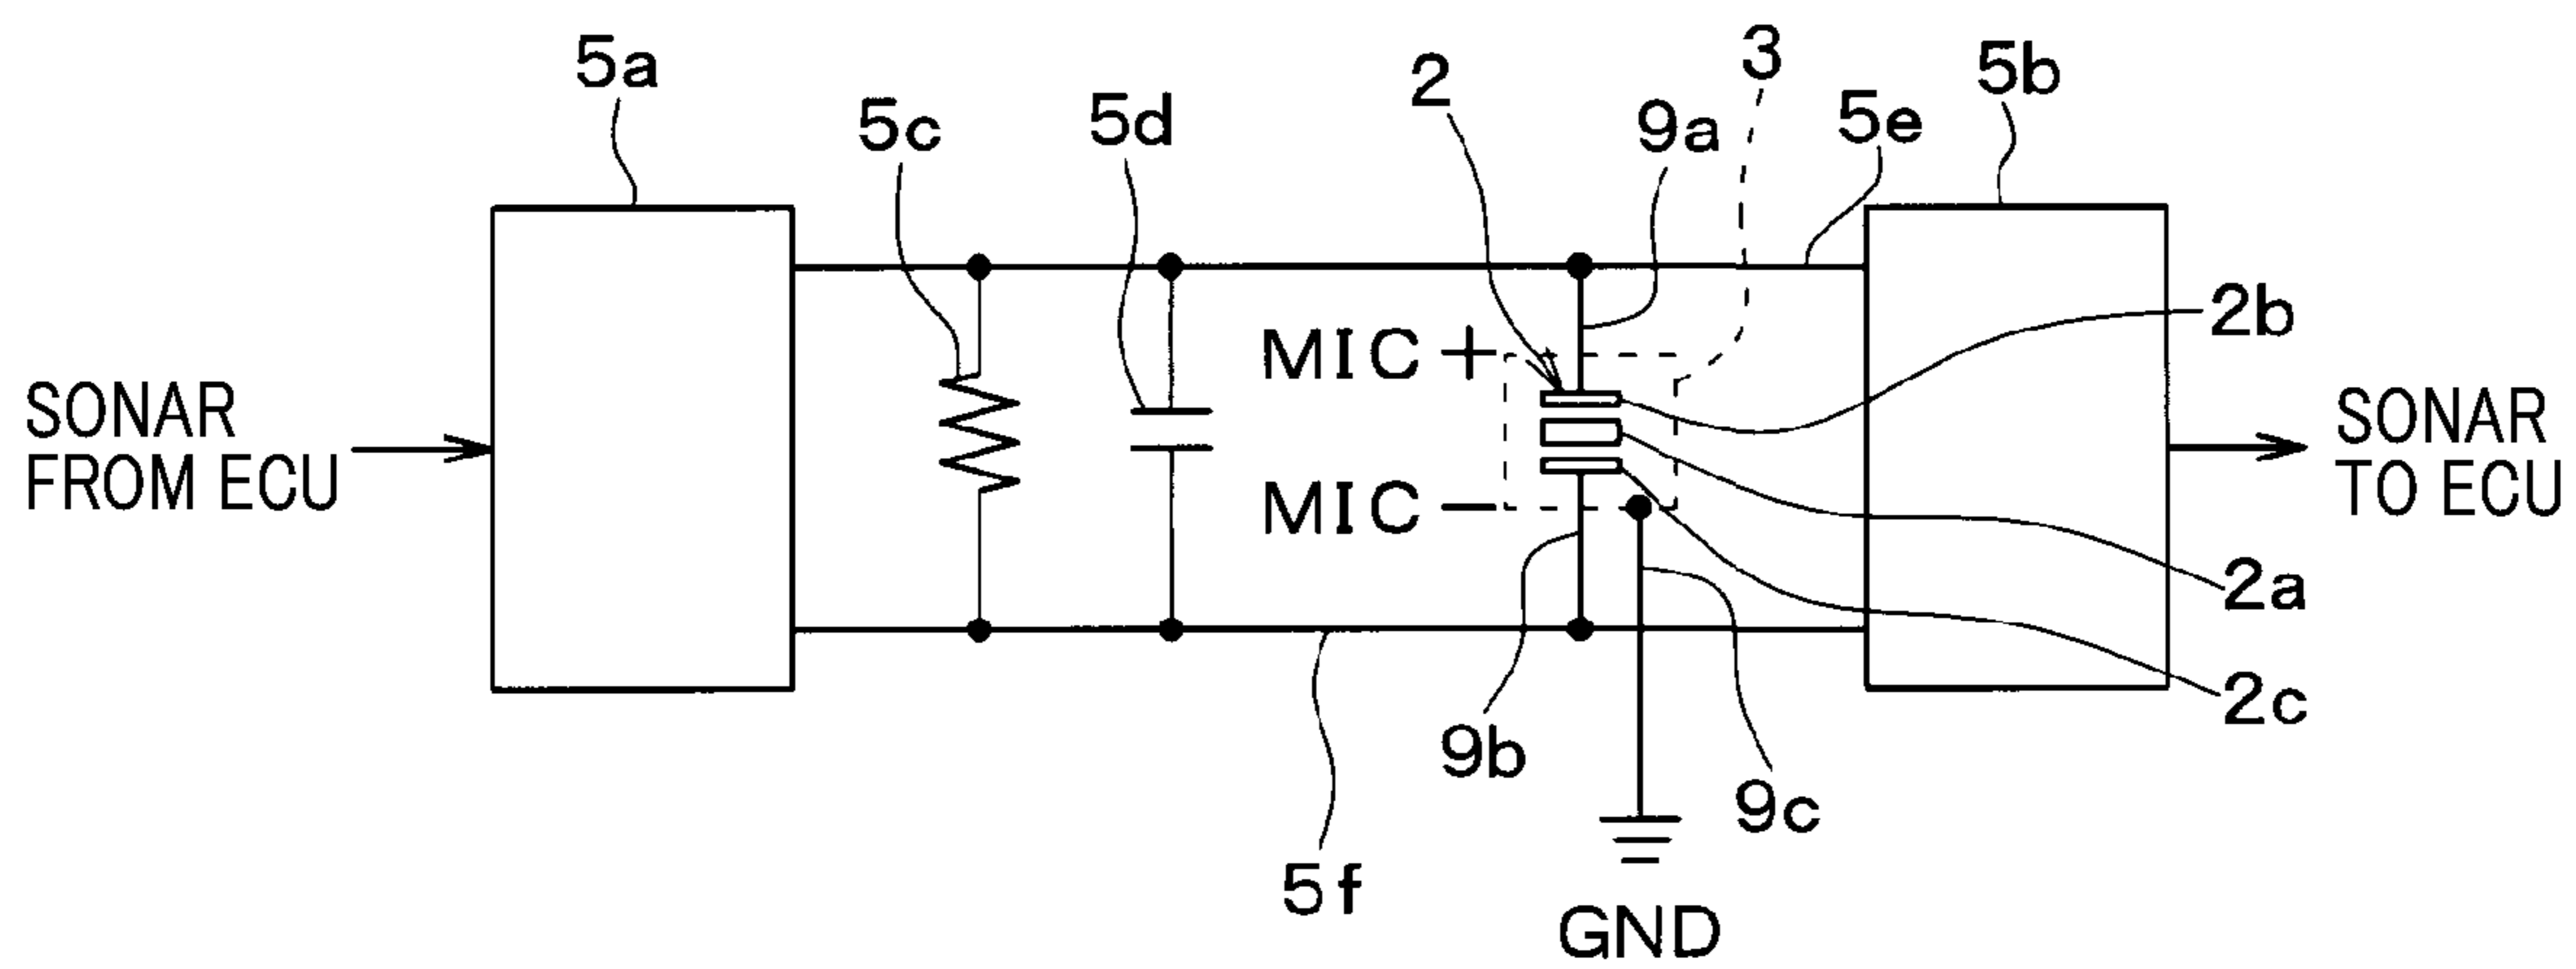 5a
5c
5d
2
9a
3
5e
5b
2b
MIC +
MIC −
SONAR
FROM ECU
SONAR
TO ECU
2a
2c
9b
9c
5f
GND